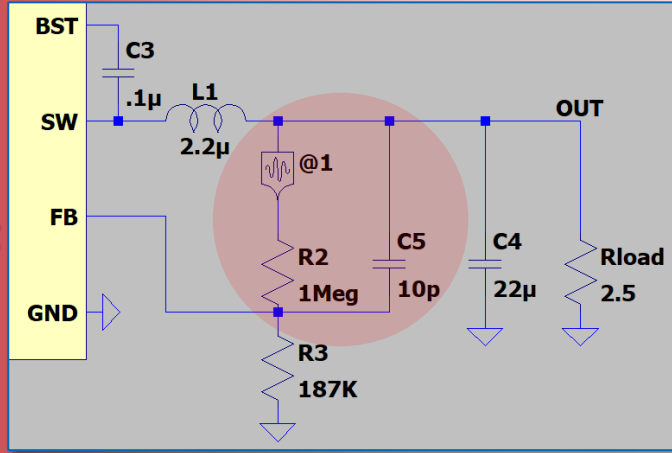 BST
C3
.1µ
L1
SW
2.2µ
OUT
@1
FB
R2
1Meg
C5
10p
C4
22µ
Rload
2.5
GND
R3
187K